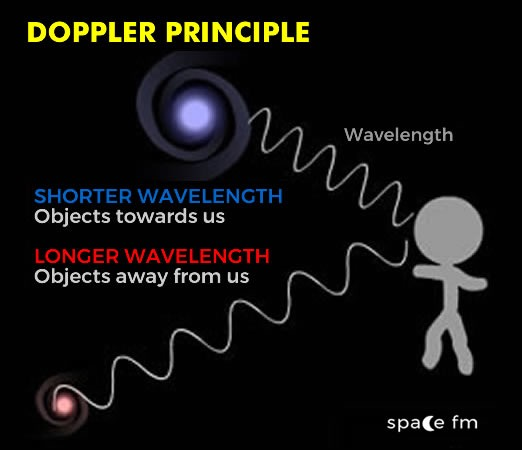 DOPPLER PRINCIPLE
Wavelength
SHORTER WAVELENGTH
Objects towards us
LONGER WAVELENGTH
Objects away from us
space fm